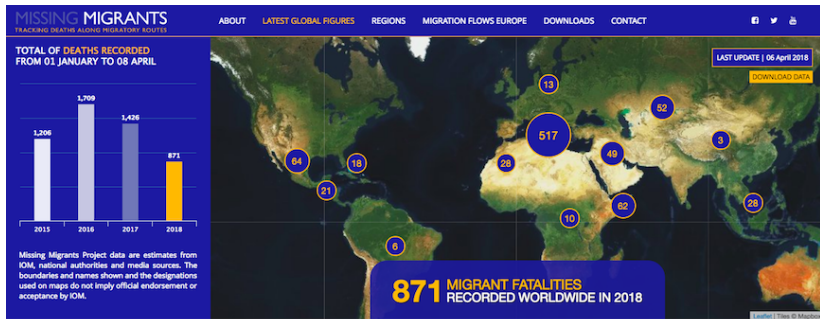 MISSING MIGRANTS
TRACKING DEATHS ALONG MIGRATORY ROUTES
ABOUT
LATEST GLOBAL FIGURES
REGIONS
MIGRATION FLOWS EUROPE
DOWNLOADS
CONTACT
TOTAL OF DEATHS RECORDED
FROM 01 JANUARY TO 08 APRIL
1,709
1,426
1,206
871
2015
2016
2017
2018
Missing Migrants Project data are estimates from
IOM, national authorities and media sources. The
boundaries and names shown and the designations
used on maps do not imply official endorsement or
acceptance by IOM.
LAST UPDATE | 06 April 2018
DOWNLOAD DATA
13
52
517
3
49
64
18
28
21
62
28
10
6
871 MIGRANT FATALITIES
RECORDED WORLDWIDE IN 2018
Leaflet | Tiles © Mapbox